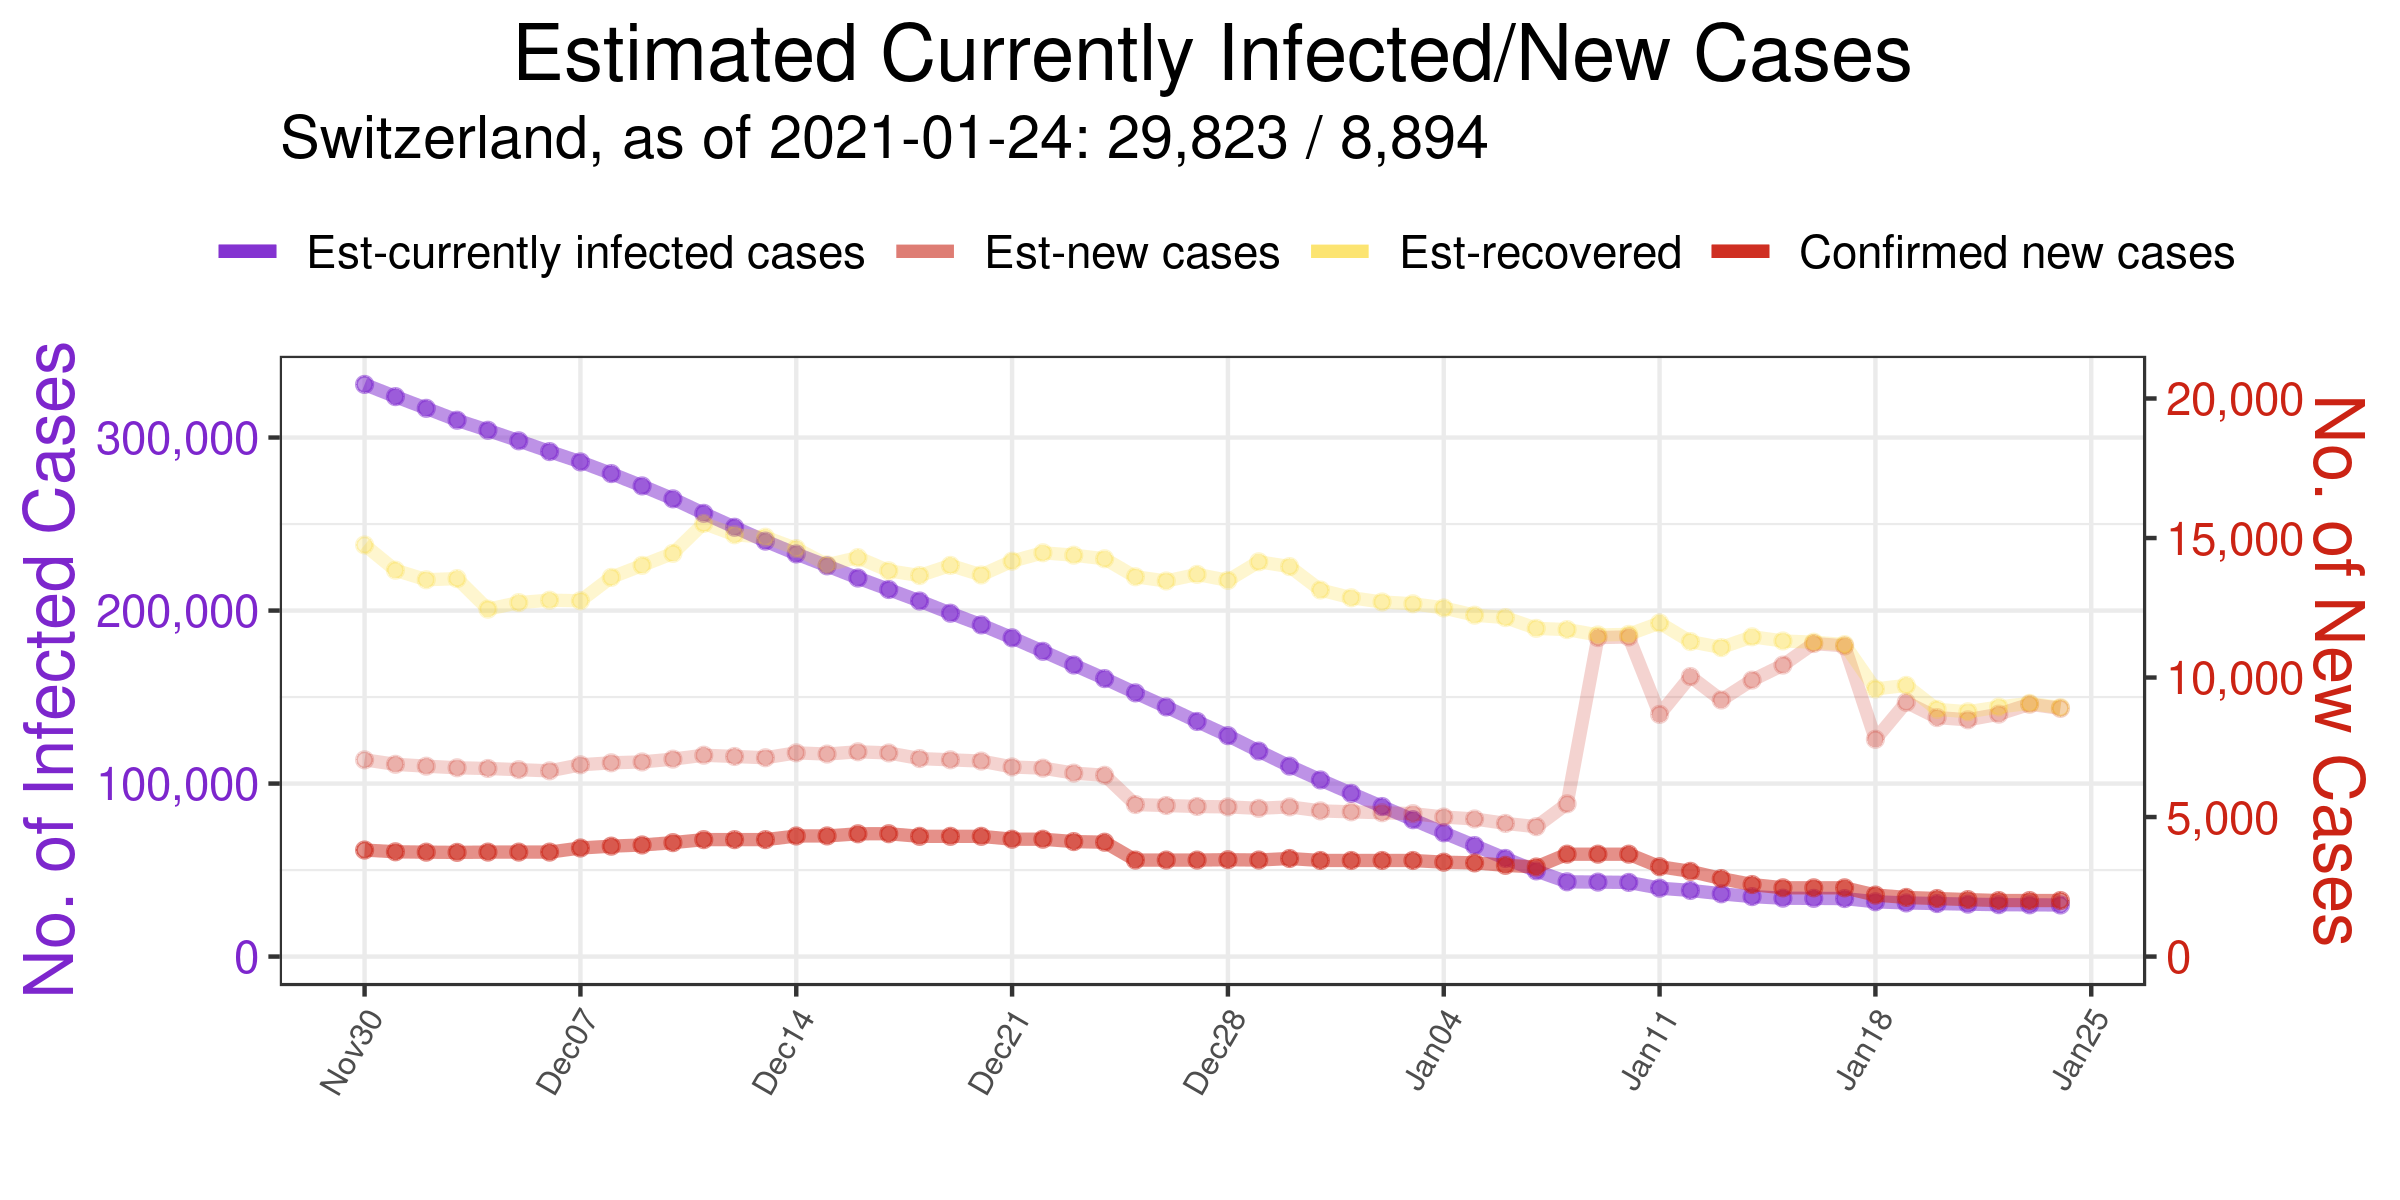 Estimated Currently Infected/New Cases
Switzerland, as of 2021-01-24: 29,823 / 8,894
Est-currently infected cases Est-new cases Est-recovered Confirmed new cases
No. of Infected Cases
300,000
200,000
100,000
0
20,000
15,000
10,000
5,000
0
No. of New Cases
Nov30 Dec07 Dec14 Dec21 Dec28 Jan04 Jan11 Jan18 Jan25